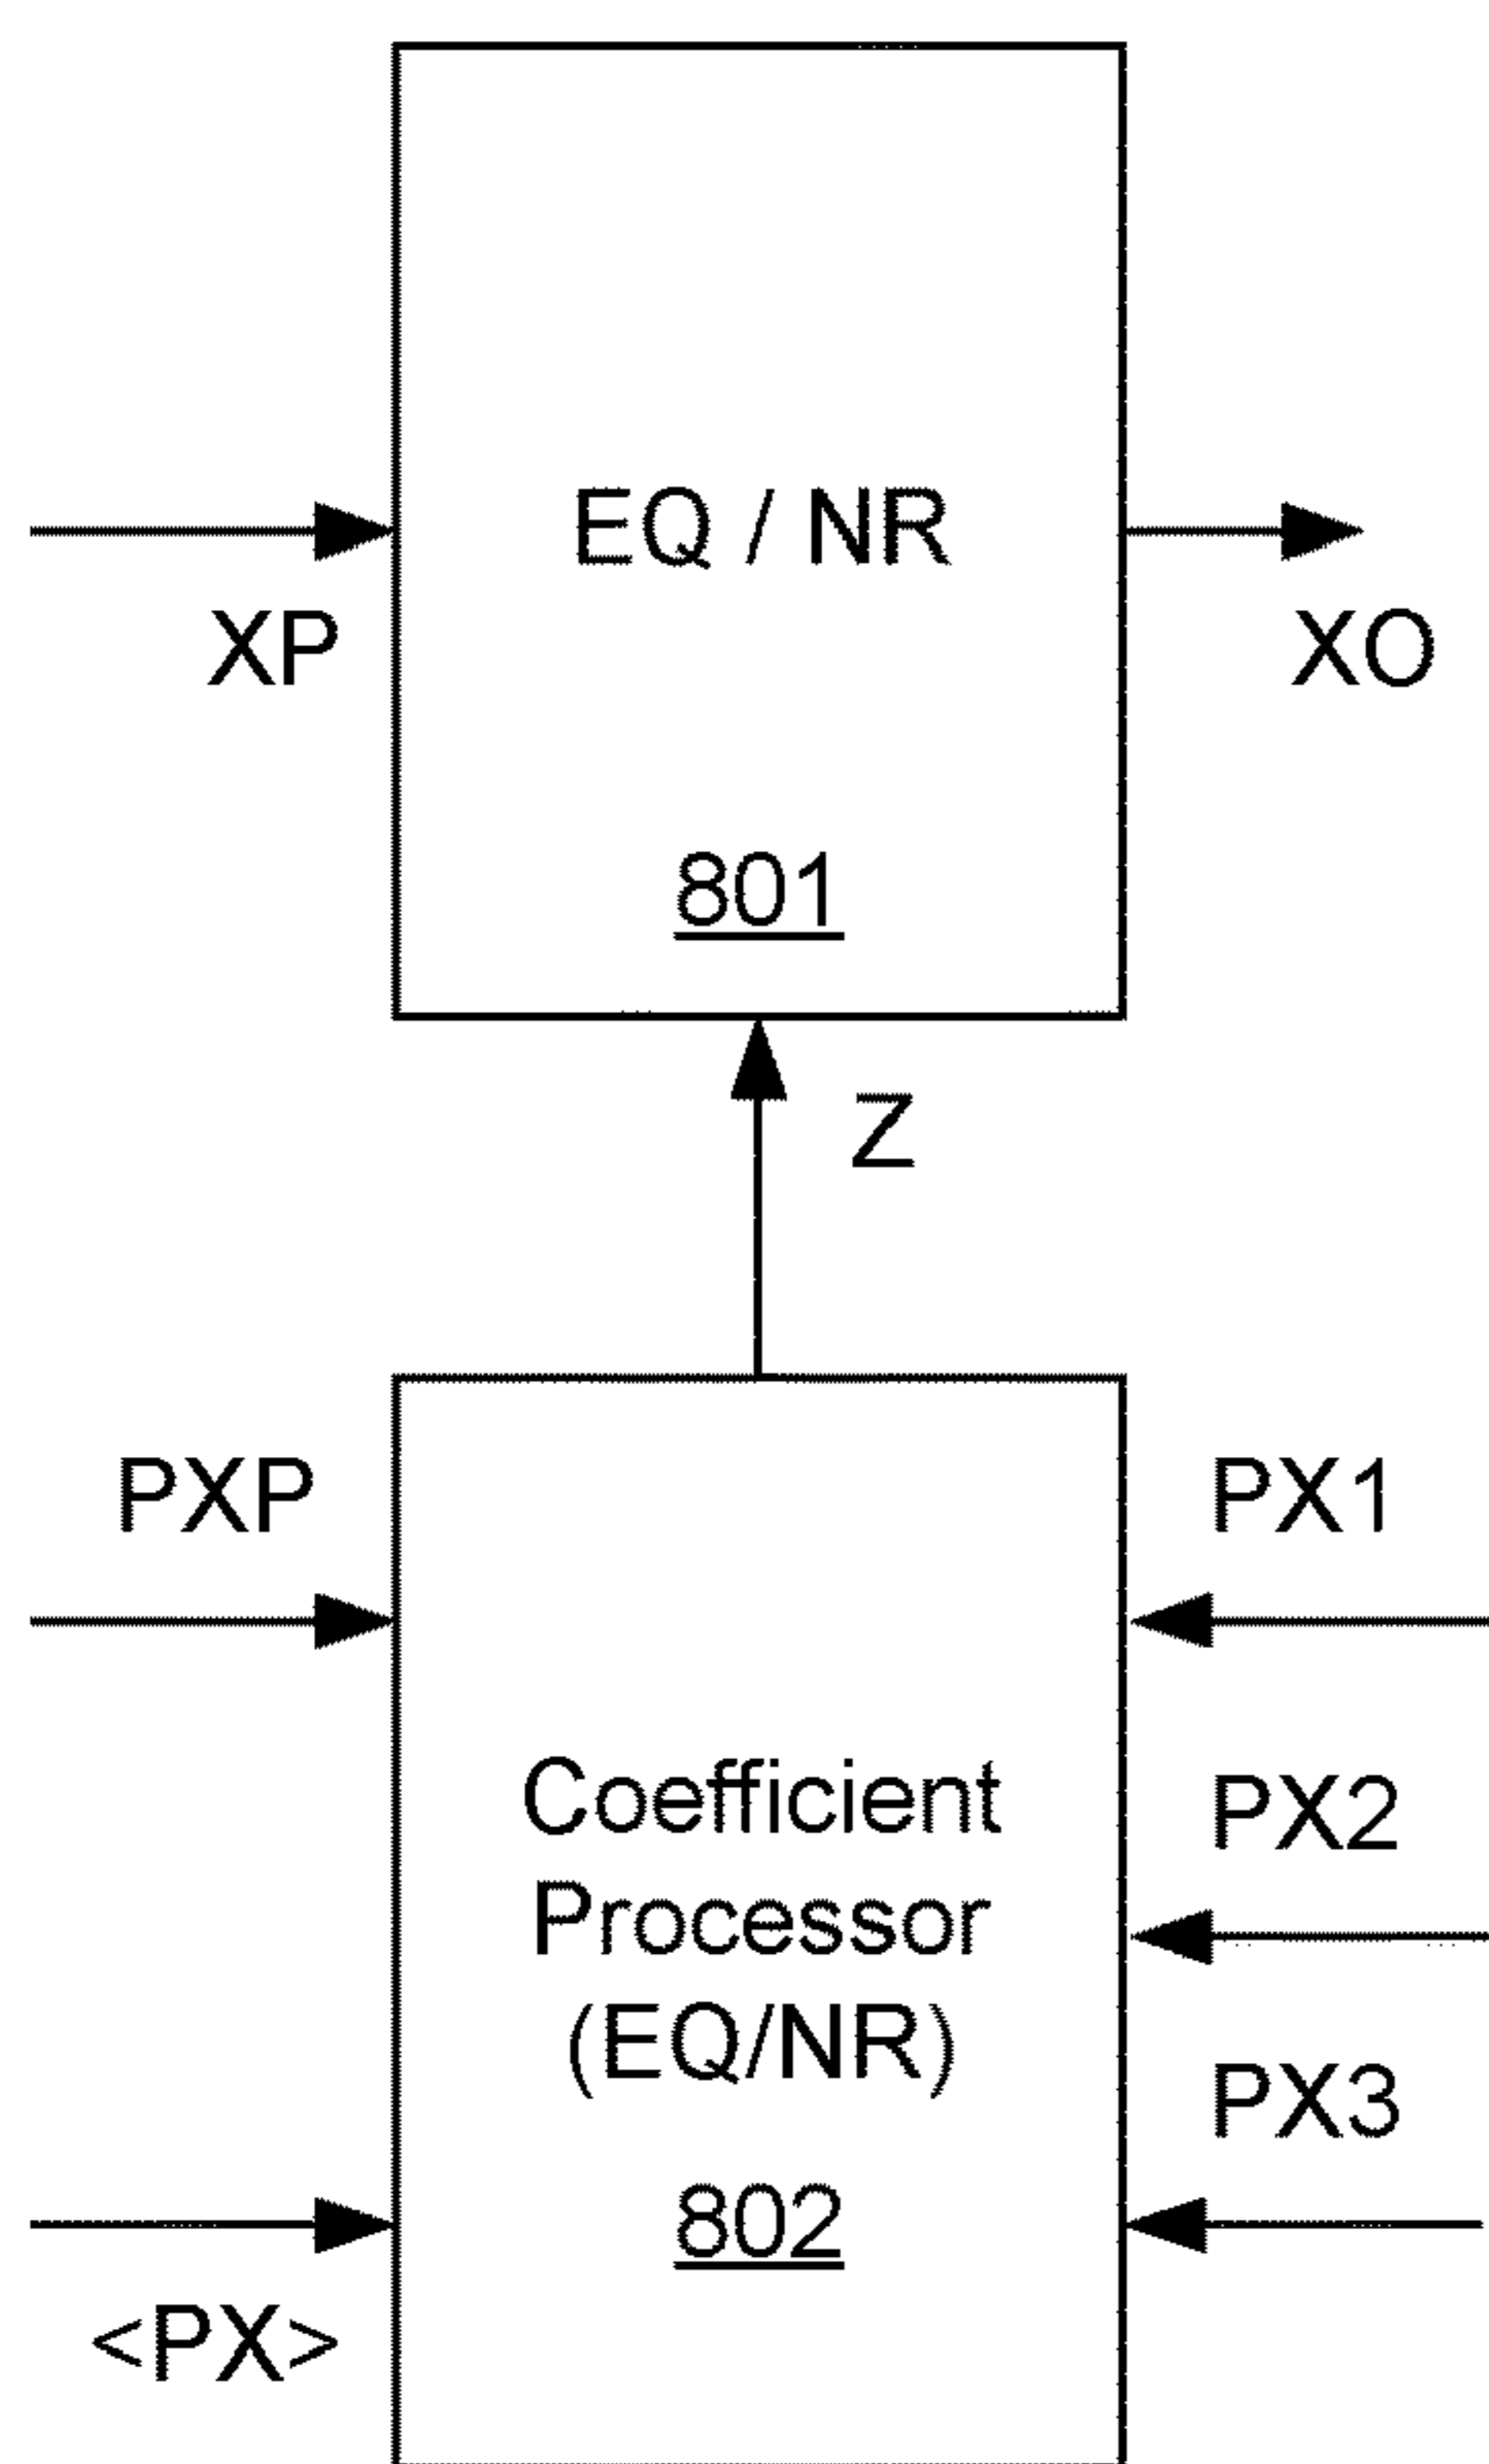 EQ / NR
XP
XO
801
Z
PXP
PX1
Coefficient
PX2
Processor
(EQ/NR)
PX3
802
<PX>